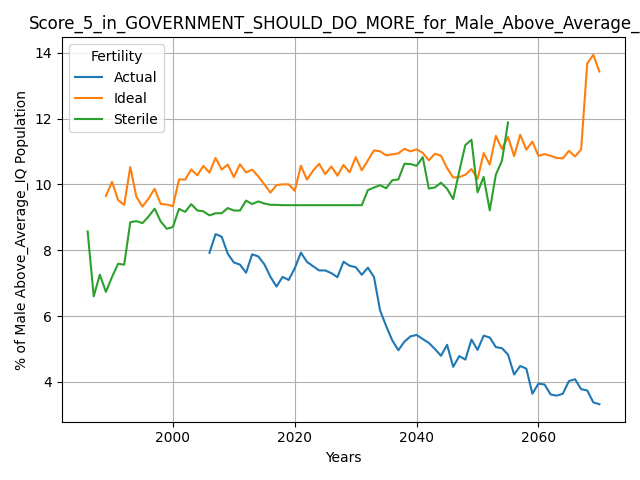 Score_5_in_GOVERNMENT_SHOULD_DO_MORE_for_Male_Above_Average_
Fertility
Actual
Ideal
Sterile
% of Male Above_Average_IQ Population
14
12
10
8
6
4
2000
2020
2040
2060
Years